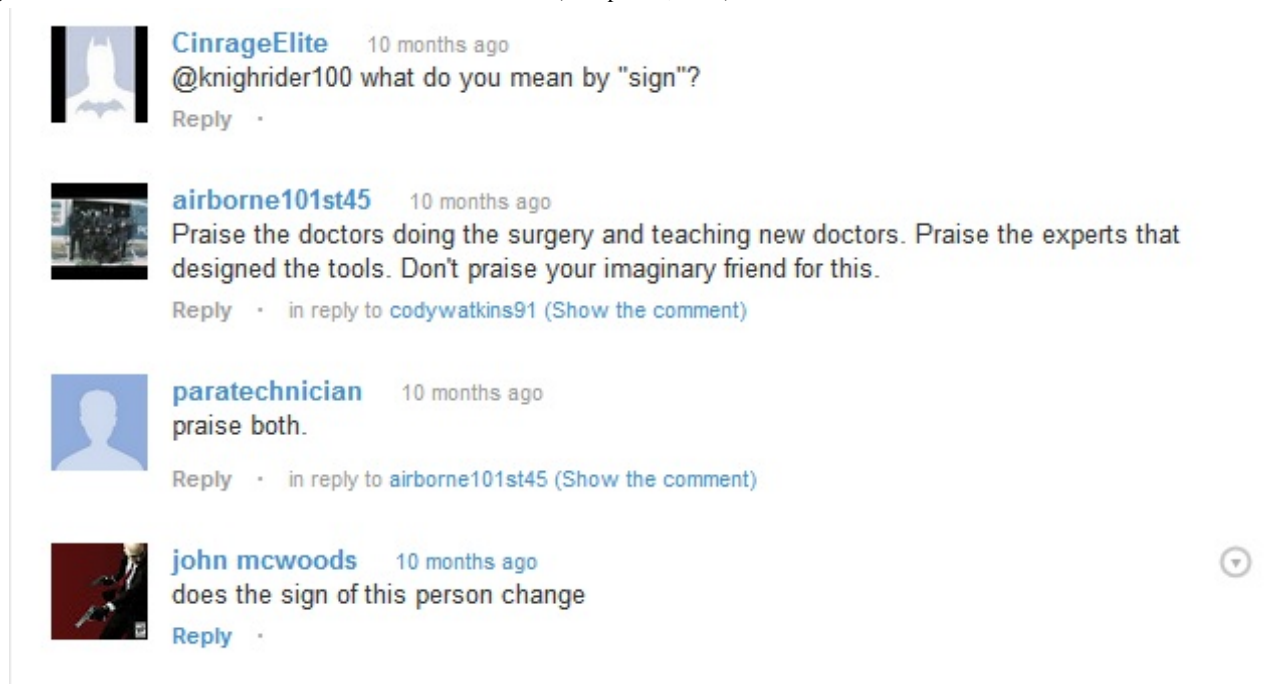 CinrageElite 10 months ago
@knighrider100 what do you mean by "sign"?
Reply ·
airborne101st45 10 months ago
Praise the doctors doing the surgery and teaching new doctors. Praise the experts that
designed the tools. Don't praise your imaginary friend for this.
Reply · in reply to codywatkins91 (Show the comment)
paratechnician 10 months ago
praise both.
Reply · in reply to airborne101st45 (Show the comment)
john mcwoods 10 months ago
does the sign of this person change
Reply ·